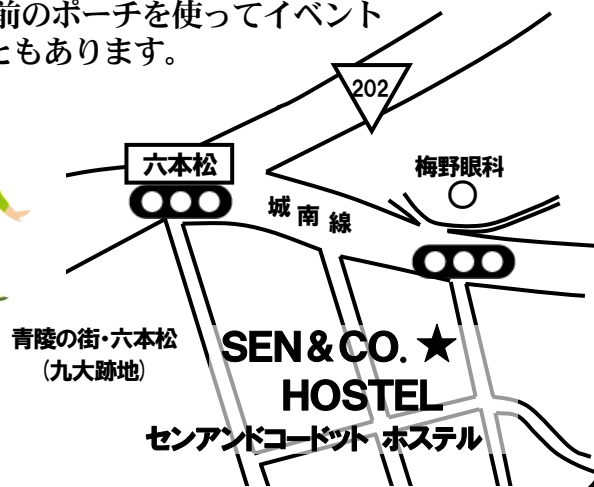 前のポーチを使ってイベント
ともあります。
202
六本松
梅野眼科
城南線
青陵の街・六本松
(九大跡地)
SEN&CO.★
HOSTEL
センアンドコードット ホステル